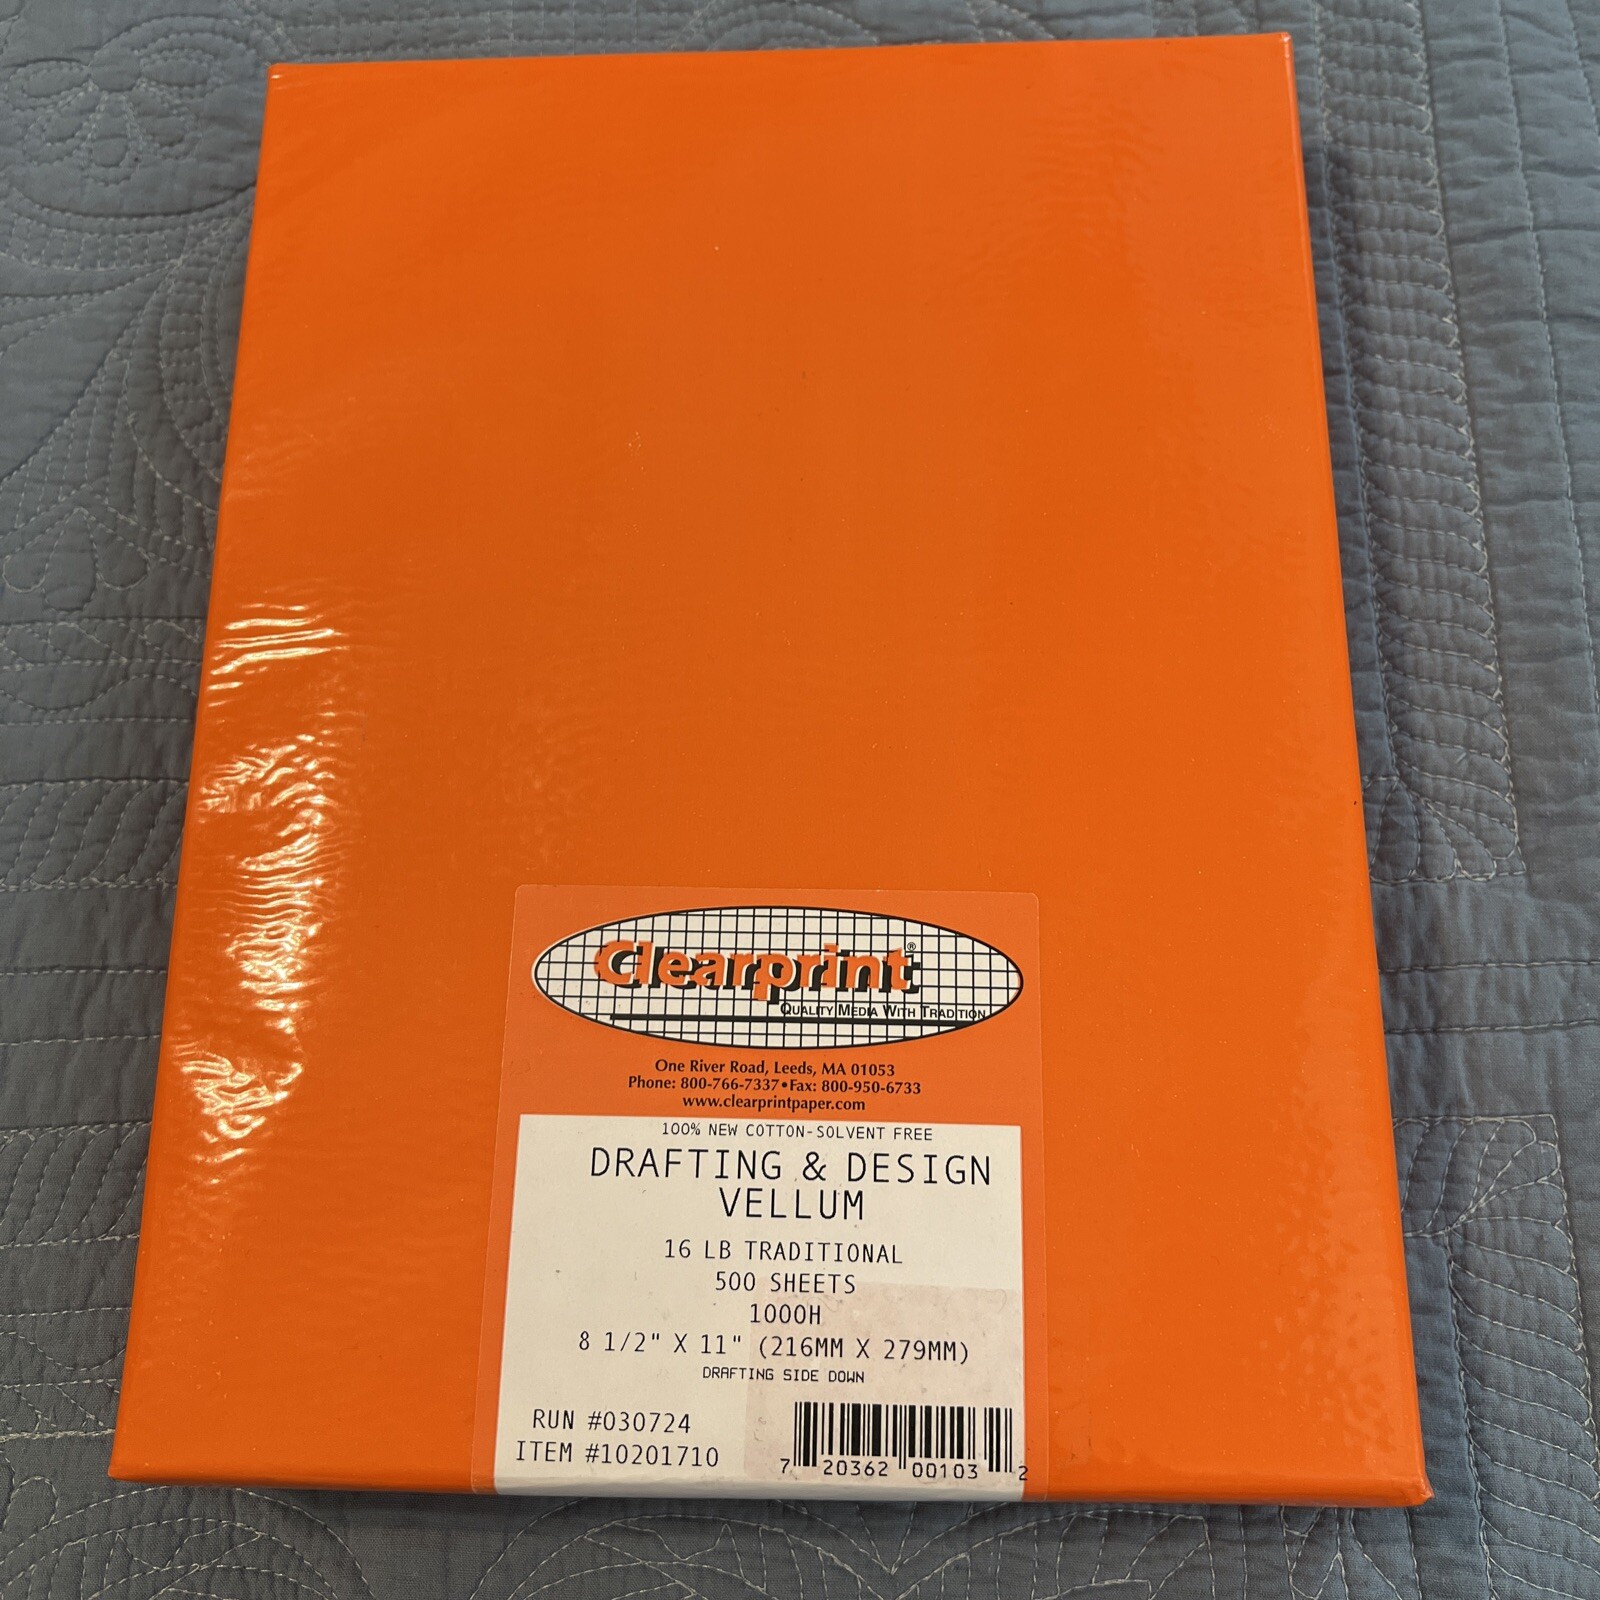 Clearprint®
QUALITY MEDIA WITH TRADITION
One River Road, Leeds, MA 01053
Phone: 800-766-7337•Fax: 800-950-6733
www.clearprintpaper.com
100% NEW COTTON-SOLVENT FREE
DRAFTING & DESIGN
VELLUM
16 LB TRADITIONAL
500 SHEETS
1000H
8 1/2" X 11" (216MM X 279MM)
DRAFTING SIDE DOWN
RUN #030724
ITEM #10201710
7 20362 00103 2